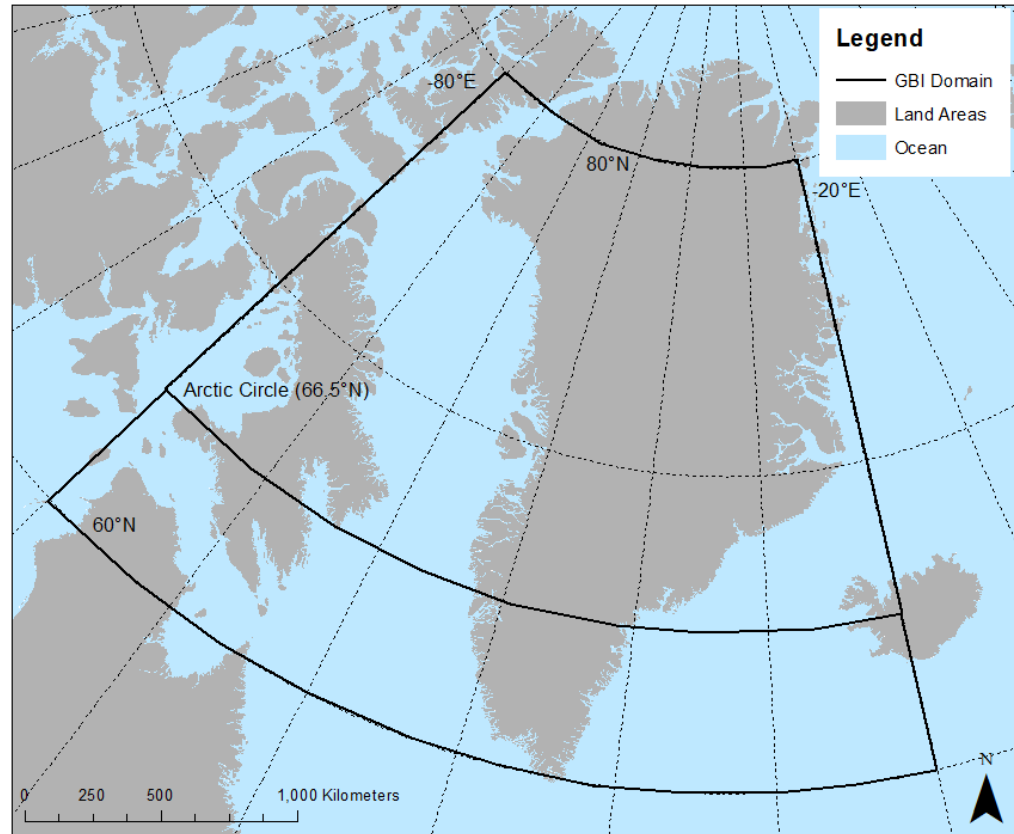 Legend
GBI Domain
Land Areas
Ocean
-80°E
80°N
-20°E
Arctic Circle (66.5°N)
60°N
N
0 250 500 1,000 Kilometers